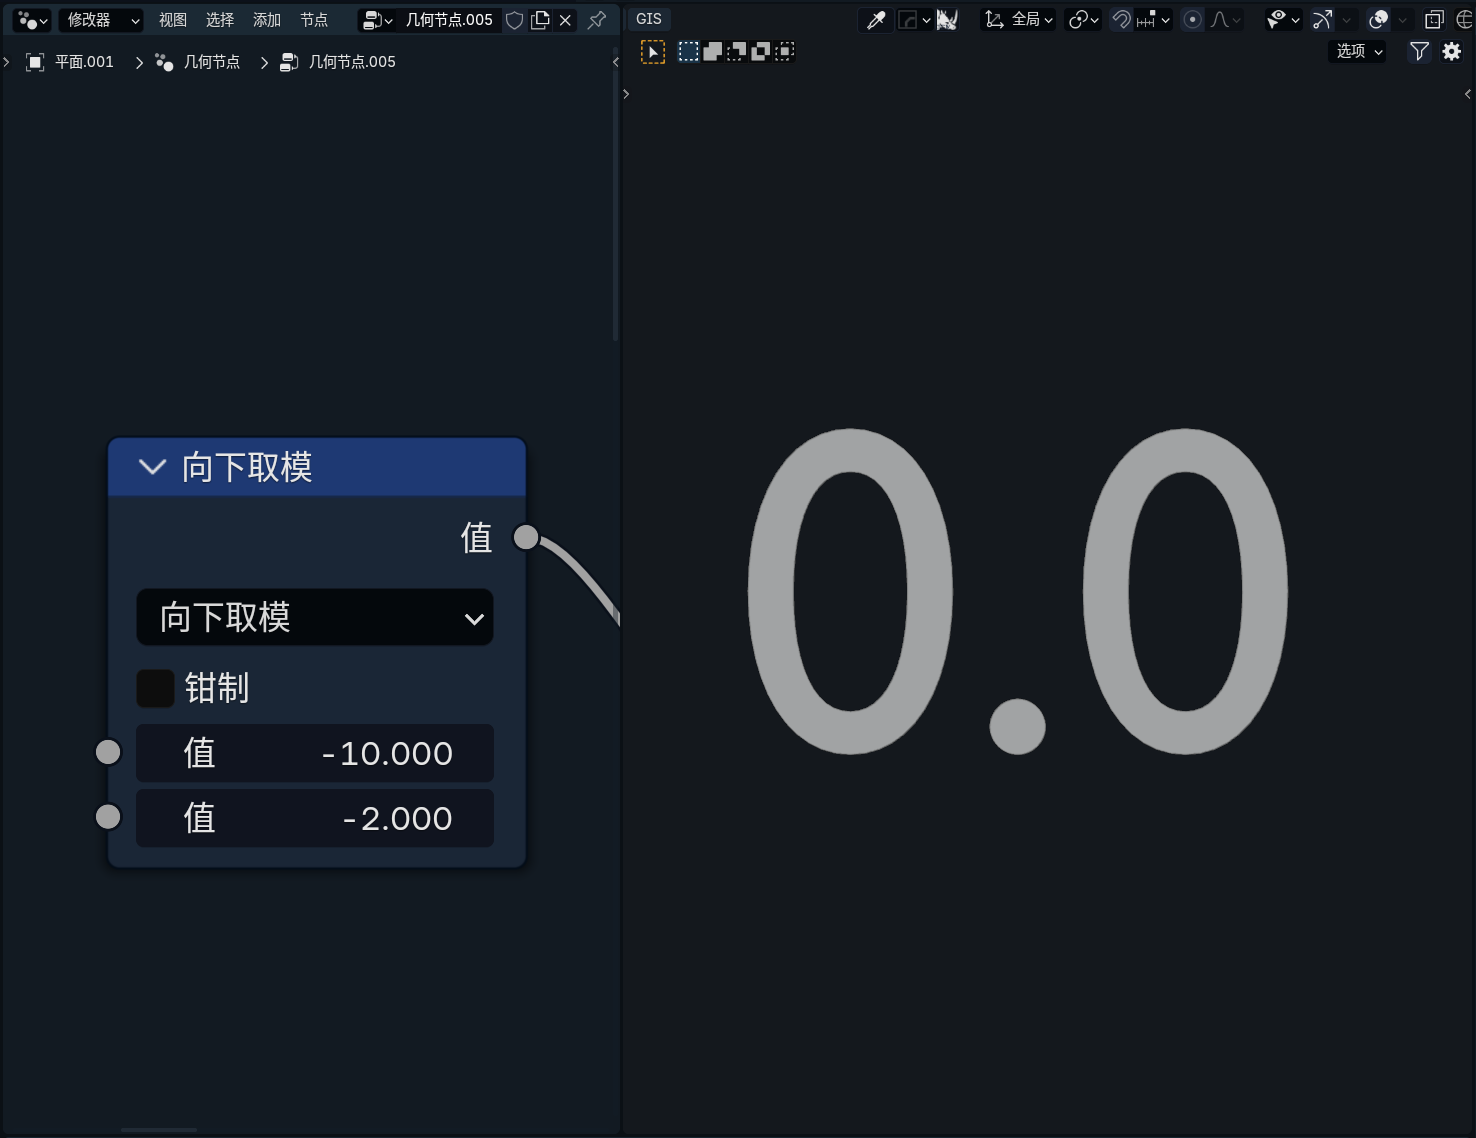 修改器 视图 选择 添加 节点 几何节点.005
平面.001 几何节点 几何节点.005
向下取模
值
向下取模
钳制
值 -10.000
值 -2.000
GIS 全局
选项
0.0